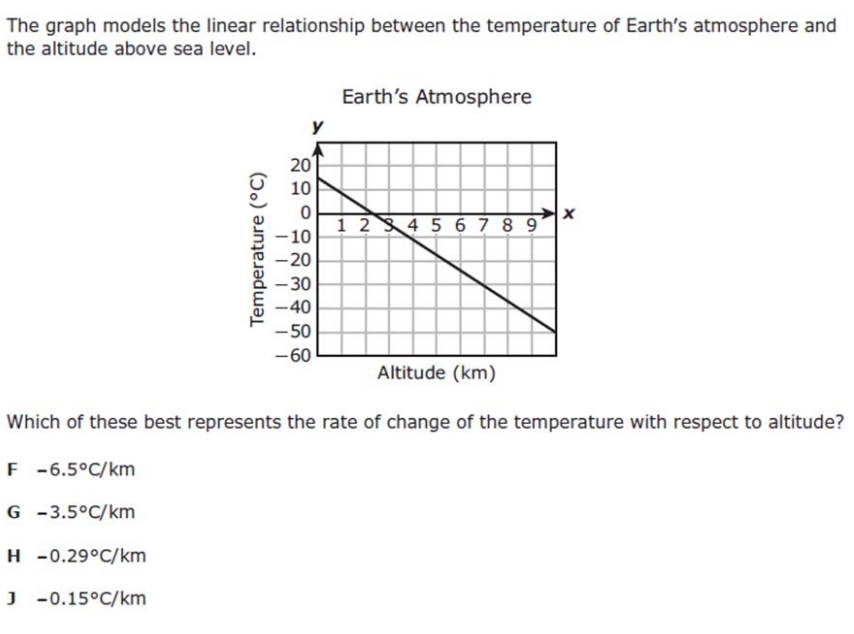 The graph models the linear relationship between the temperature of Earth's atmosphere and
the altitude above sea level.
Earth's Atmosphere
y
20
10
0
x
1 2 3 4 5 6 7 8 9
−10
−20
−30
−40
−50
−60
Temperature (°C)
Altitude (km)
Which of these best represents the rate of change of the temperature with respect to altitude?
F −6.5°C/km
G −3.5°C/km
H −0.29°C/km
J −0.15°C/km